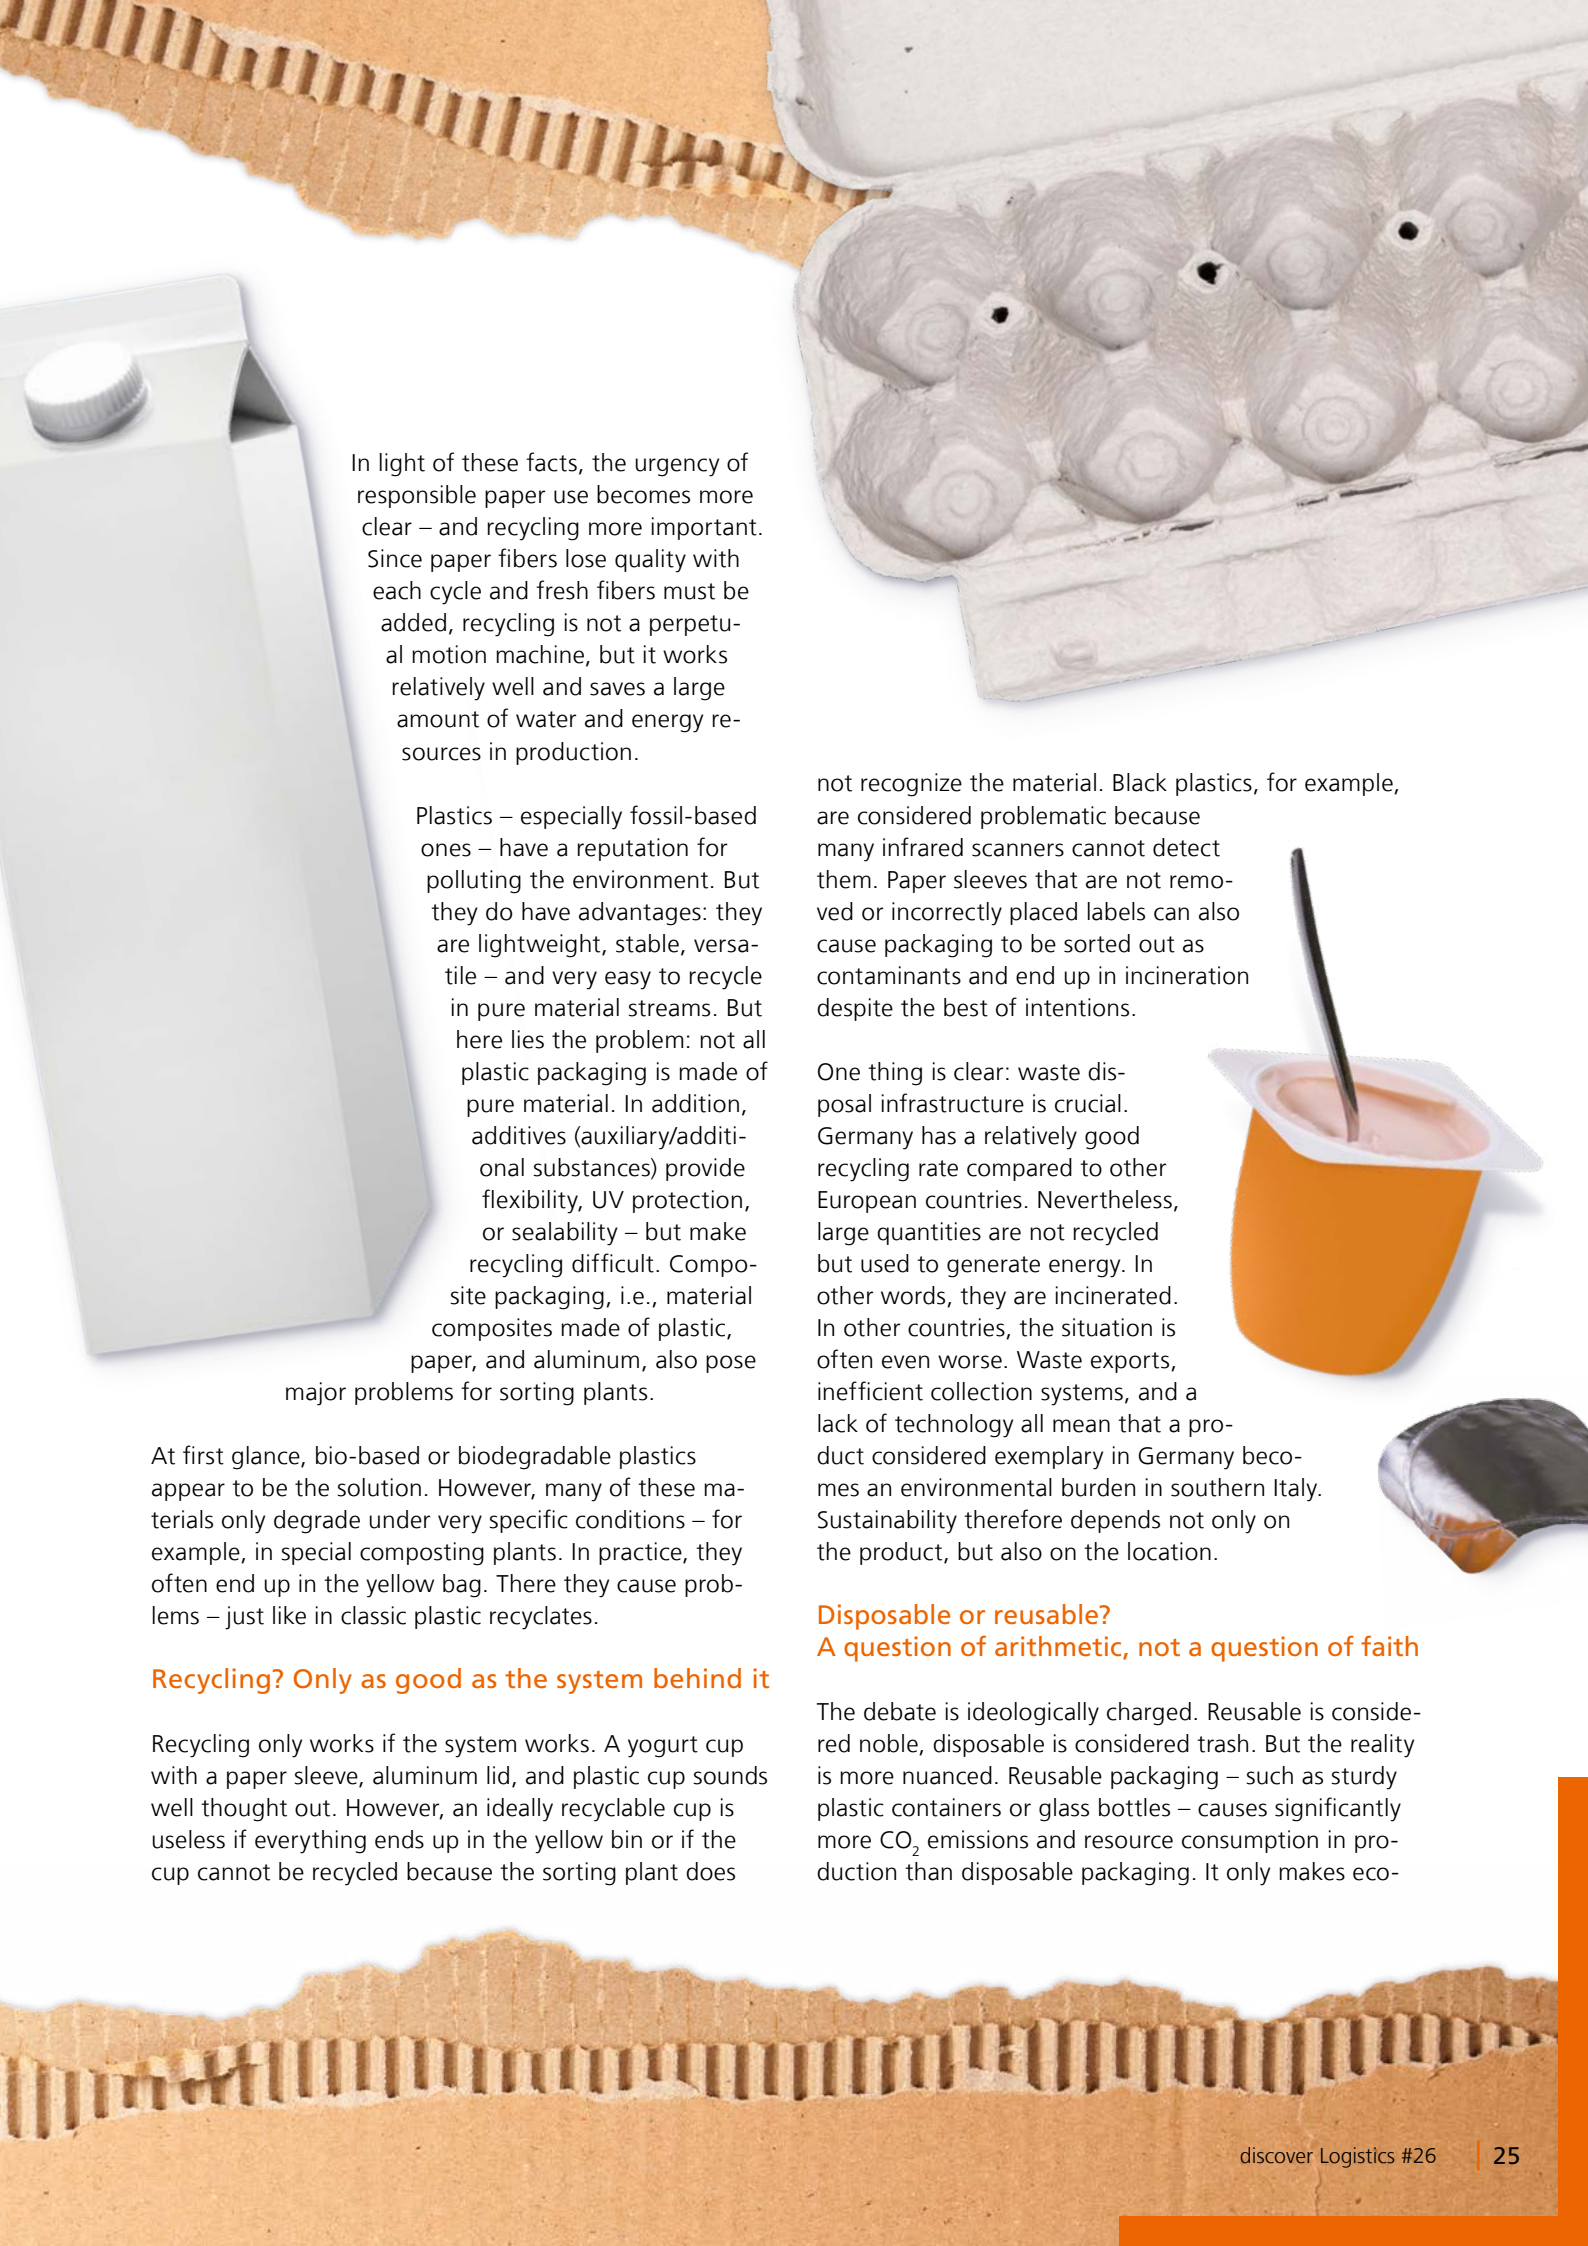 In light of these facts, the urgency of
responsible paper use becomes more
clear – and recycling more important.
Since paper fibers lose quality with
each cycle and fresh fibers must be
added, recycling is not a perpetu-
al motion machine, but it works
relatively well and saves a large
amount of water and energy re-
sources in production.
Plastics – especially fossil-based
ones – have a reputation for
polluting the environment. But
they do have advantages: they
are lightweight, stable, versa-
tile – and very easy to recycle
in pure material streams. But
here lies the problem: not all
plastic packaging is made of
pure material. In addition,
additives (auxiliary/additi-
onal substances) provide
flexibility, UV protection,
or sealability – but make
recycling difficult. Compo-
site packaging, i.e., material
composites made of plastic,
paper, and aluminum, also pose
major problems for sorting plants.
At first glance, bio-based or biodegradable plastics
appear to be the solution. However, many of these ma-
terials only degrade under very specific conditions – for
example, in special composting plants. In practice, they
often end up in the yellow bag. There they cause prob-
lems – just like in classic plastic recyclates.
Recycling? Only as good as the system behind it
Recycling only works if the system works. A yogurt cup
with a paper sleeve, aluminum lid, and plastic cup sounds
well thought out. However, an ideally recyclable cup is
useless if everything ends up in the yellow bin or if the
cup cannot be recycled because the sorting plant does
not recognize the material. Black plastics, for example,
are considered problematic because
many infrared scanners cannot detect
them. Paper sleeves that are not remo-
ved or incorrectly placed labels can also
cause packaging to be sorted out as
contaminants and end up in incineration
despite the best of intentions.
One thing is clear: waste dis-
posal infrastructure is crucial.
Germany has a relatively good
recycling rate compared to other
European countries. Nevertheless,
large quantities are not recycled
but used to generate energy. In
other words, they are incinerated.
In other countries, the situation is
often even worse. Waste exports,
inefficient collection systems, and a
lack of technology all mean that a pro-
duct considered exemplary in Germany beco-
mes an environmental burden in southern Italy.
Sustainability therefore depends not only on
the product, but also on the location.
Disposable or reusable?
A question of arithmetic, not a question of faith
The debate is ideologically charged. Reusable is conside-
red noble, disposable is considered trash. But the reality
is more nuanced. Reusable packaging – such as sturdy
plastic containers or glass bottles – causes significantly
more CO₂ emissions and resource consumption in pro-
duction than disposable packaging. It only makes eco-
discover Logistics #26 | 25